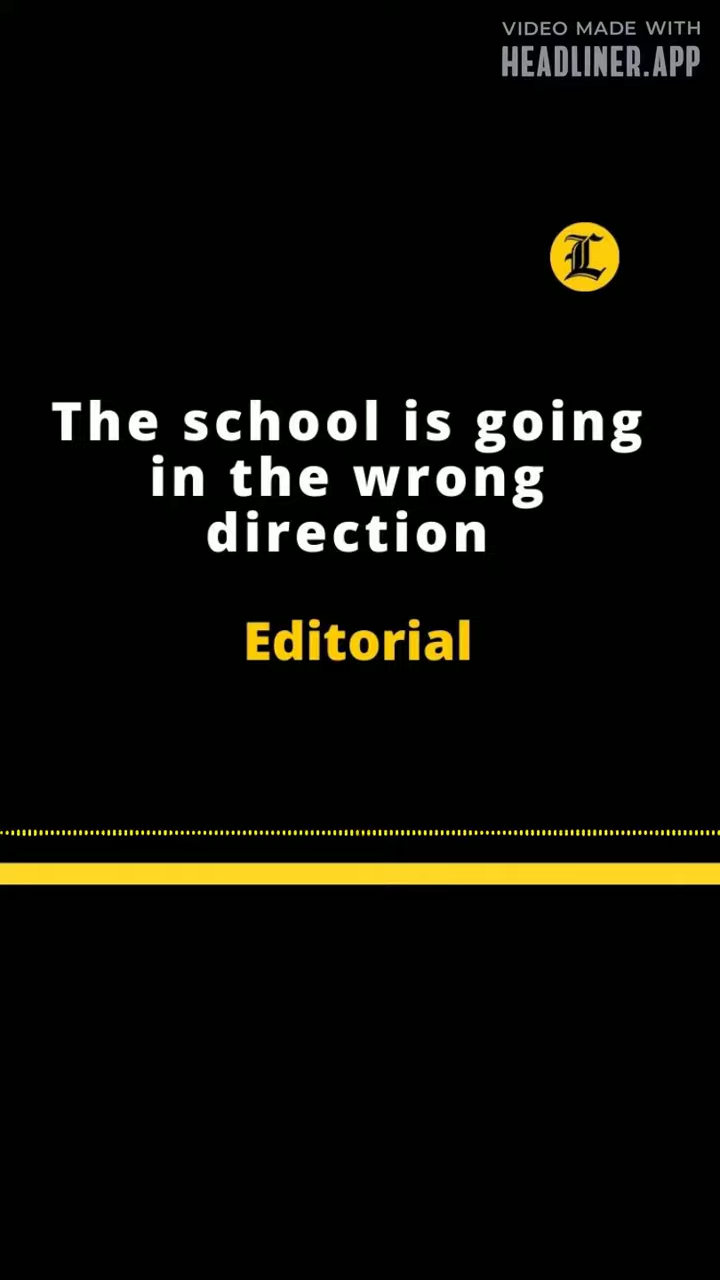 VIDEO MADE WITH
HEADLINER.APP
L
The school is going
in the wrong
direction
Editorial